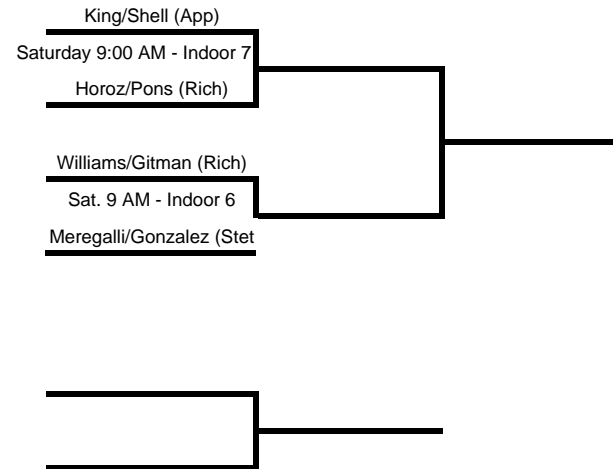 King/Shell (App)
Saturday 9:00 AM - Indoor 7
Horoz/Pons (Rich)
Williams/Gitman (Rich)
Sat. 9 AM - Indoor 6
Meregalli/Gonzalez (Stet